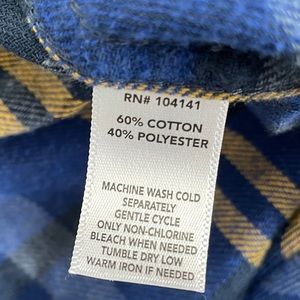 RN# 104141
60% COTTON
40% POLYESTER
MACHINE WASH COLD
SEPARATELY
GENTLE CYCLE
ONLY NON-CHLORINE
BLEACH WHEN NEEDED
TUMBLE DRY LOW
WARM IRON IF NEEDED